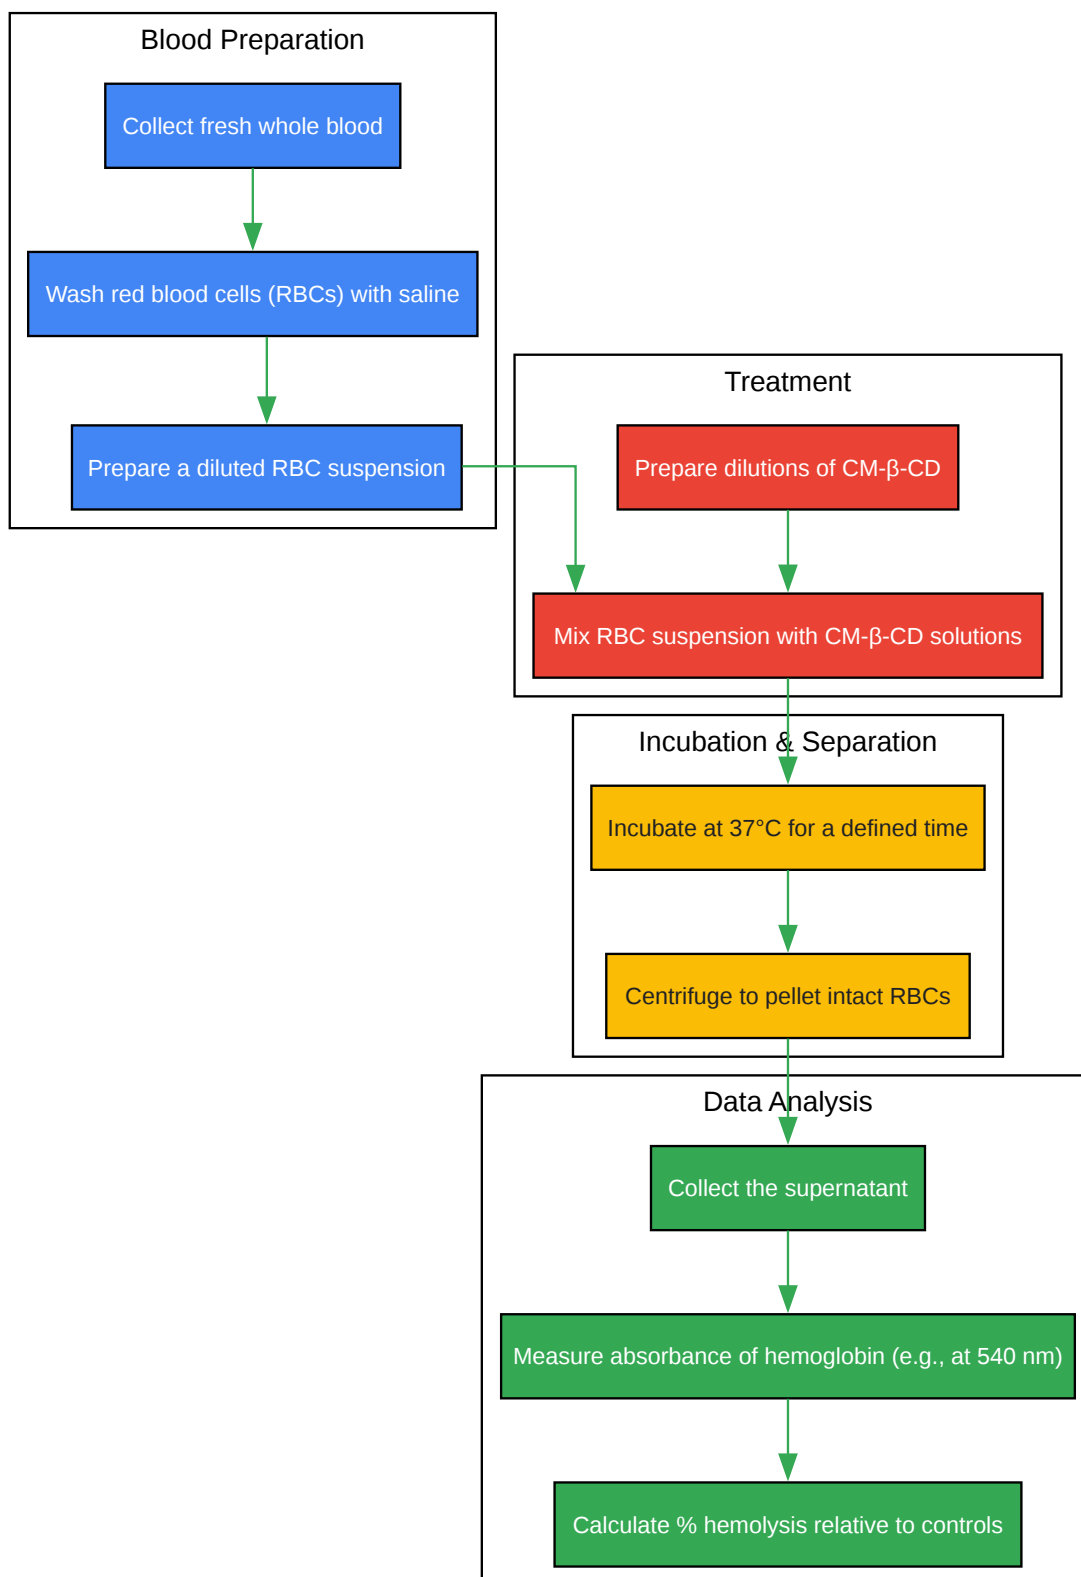 Blood Preparation
Collect fresh whole blood
Wash red blood cells (RBCs) with saline
Prepare a diluted RBC suspension
Treatment
Prepare dilutions of CM-β-CD
Mix RBC suspension with CM-β-CD solutions
Incubation & Separation
Incubate at 37°C for a defined time
Centrifuge to pellet intact RBCs
Data Analysis
Collect the supernatant
Measure absorbance of hemoglobin (e.g., at 540 nm)
Calculate % hemolysis relative to controls